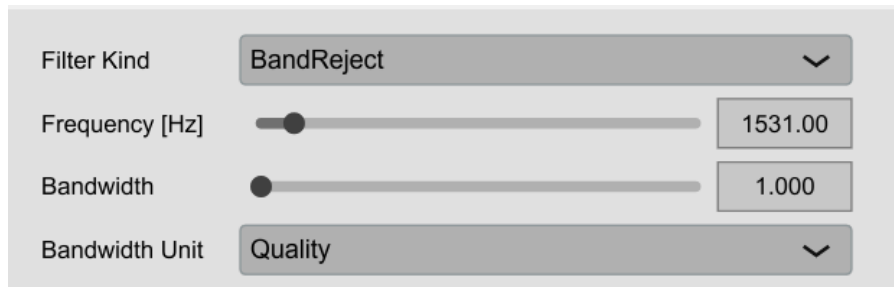 Filter Kind BandReject
Frequency [Hz] 1531.00
Bandwidth 1.000
Bandwidth Unit Quality